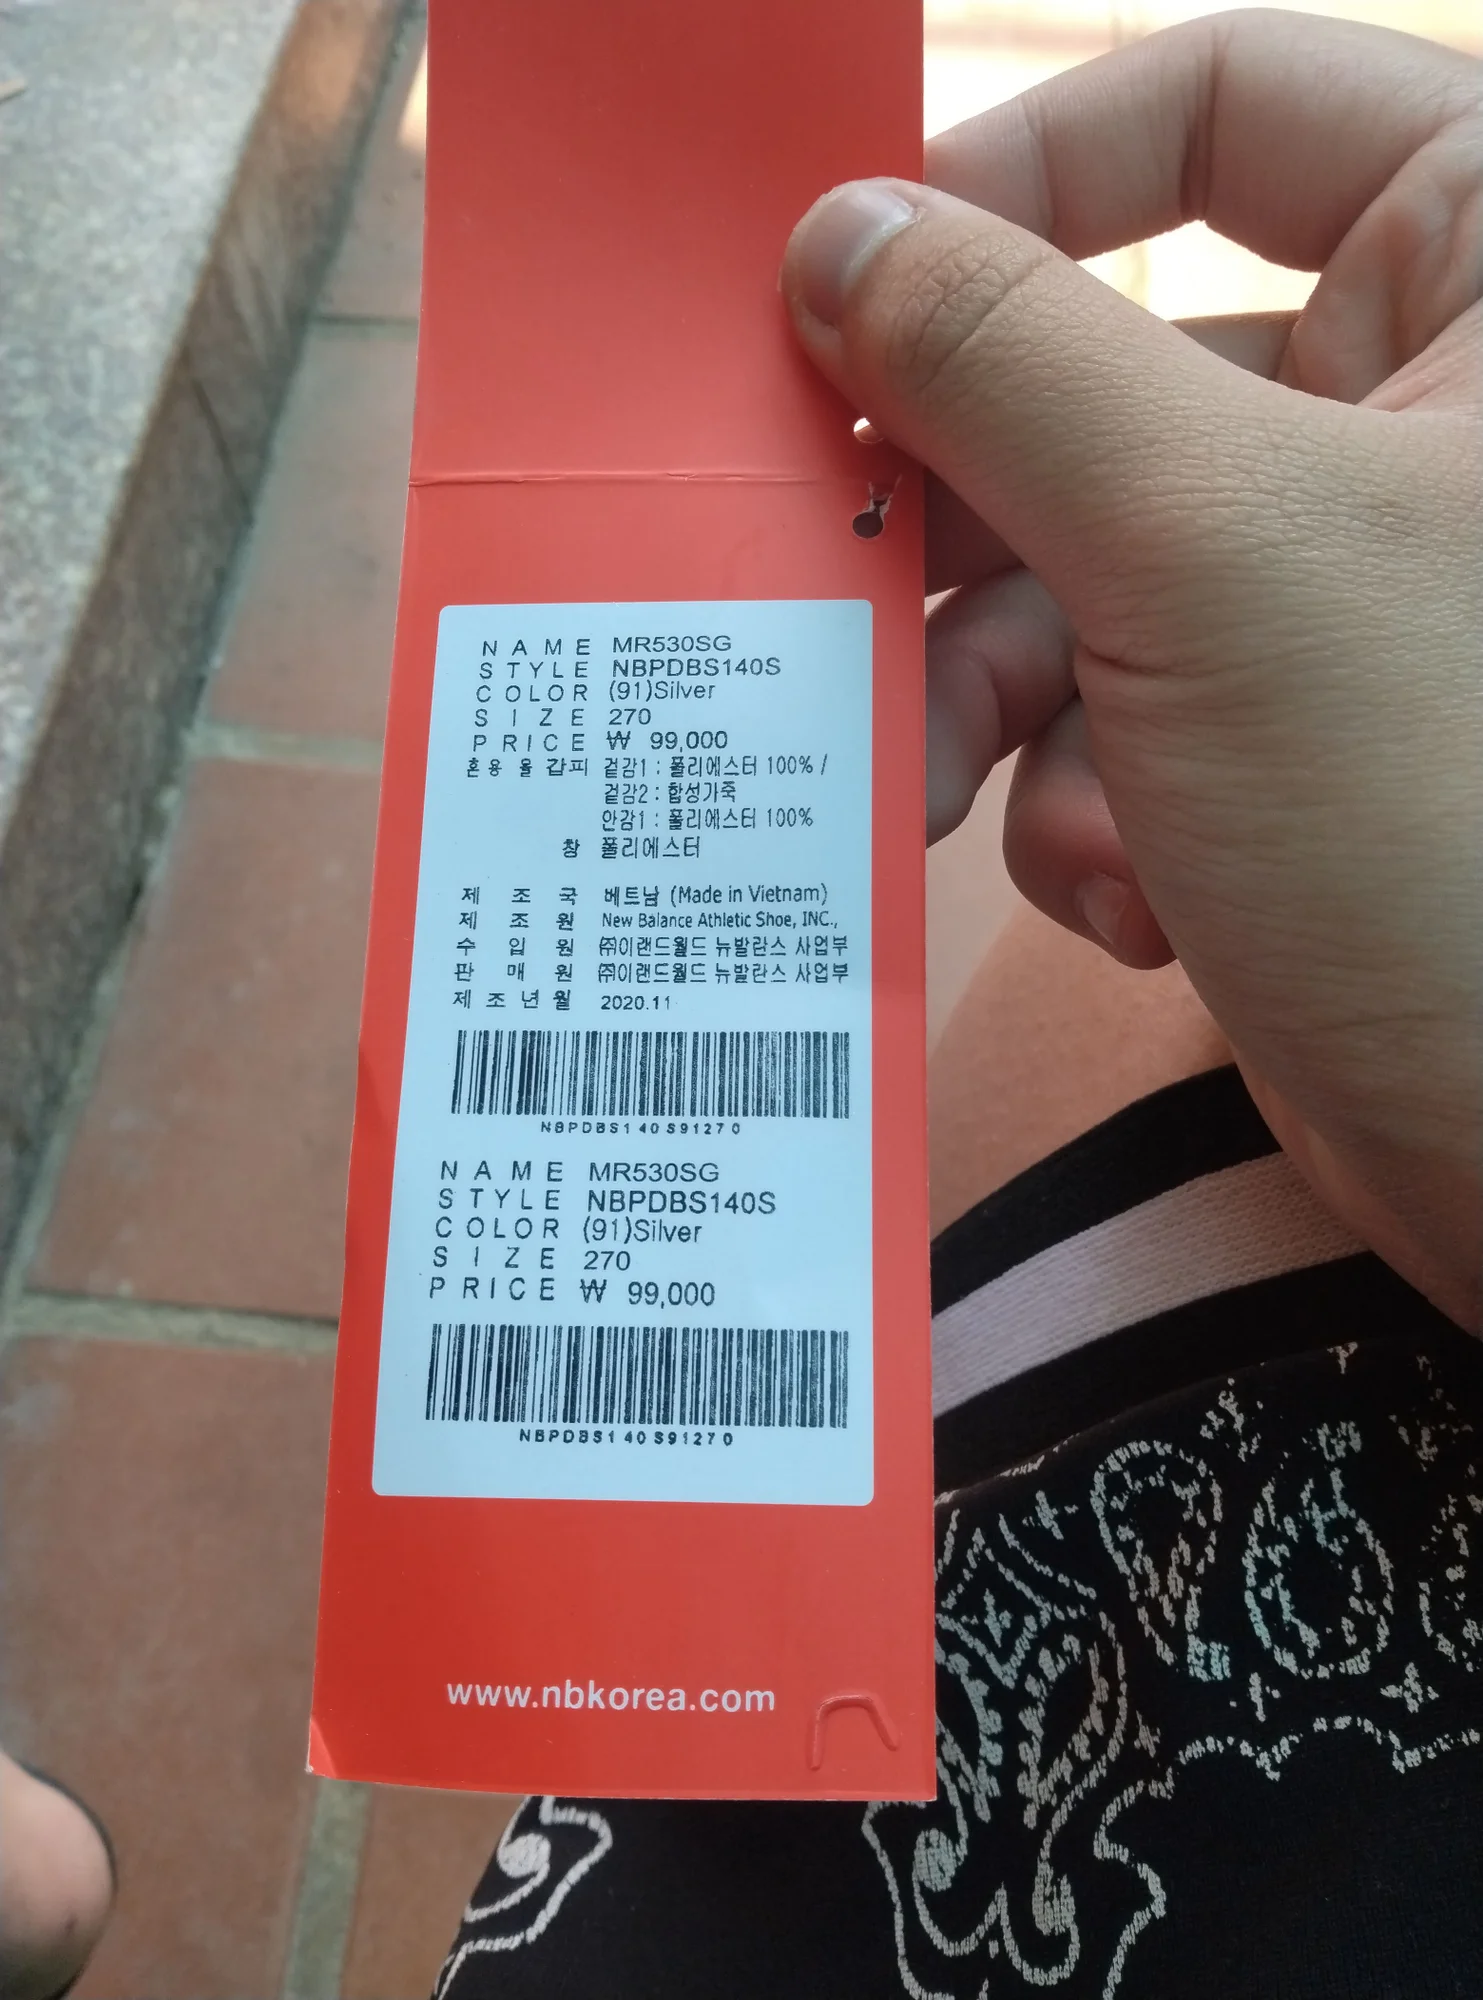 NAME MR530SG
STYLE NBPDBS140S
COLOR (91)Silver
SIZE 270
PRICE ₩ 99,000
혼용율 갑피 겉감1 : 폴리에스터 100% /
겉감2 : 합성가죽
안감1 : 폴리에스터 100%
창 폴리에스터
제조국 베트남 (Made in Vietnam)
제조원 New Balance Athletic Shoe, INC.,
수입원 ㈜이랜드월드 뉴발란스 사업부
판매원 ㈜이랜드월드 뉴발란스 사업부
제조년월 2020.11
NBPDBS140S91270
NAME MR530SG
STYLE NBPDBS140S
COLOR (91)Silver
SIZE 270
PRICE ₩ 99,000
NBPDBS140S91270
www.nbkorea.com